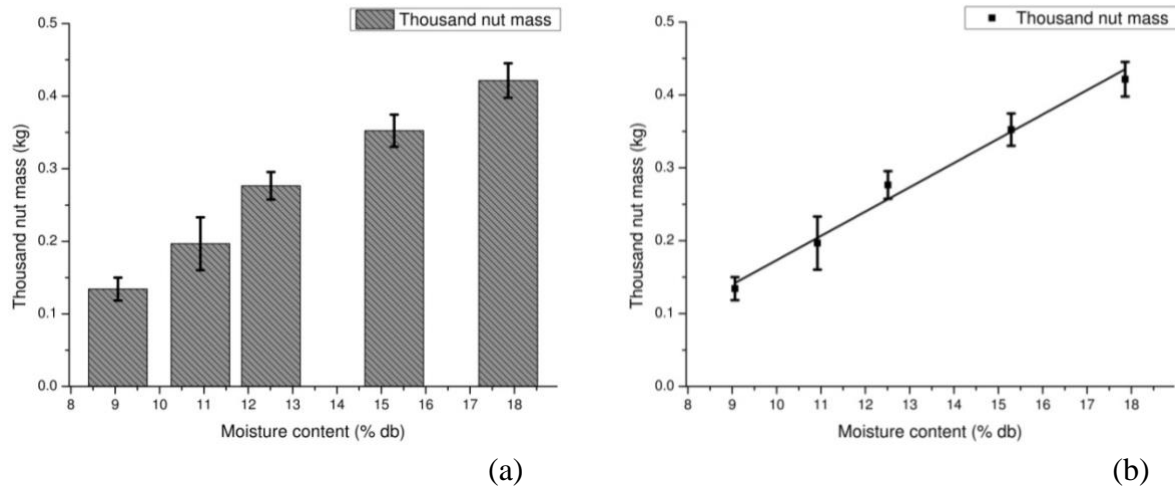 Thousand nut mass
Thousand nut mass (kg)
0.5
0.4
0.3
0.2
0.1
0.0
8 9 10 11 12 13 14 15 16 17 18
Moisture content (% db)
(a)
Thousand nut mass
Thousand nut mass (kg)
0.5
0.4
0.3
0.2
0.1
0.0
8 9 10 11 12 13 14 15 16 17 18
Moisture content (% db)
(b)